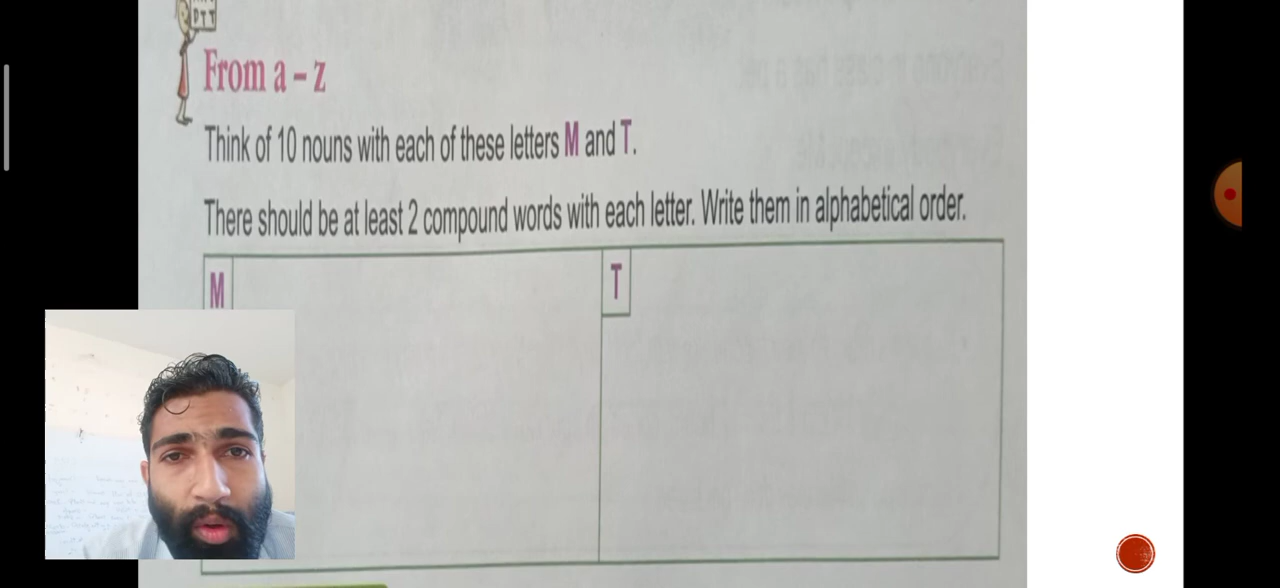 PTT
From a – z
Think of 10 nouns with each of these letters M and T.
There should be at least 2 compound words with each letter. Write them in alphabetical order.
M
T